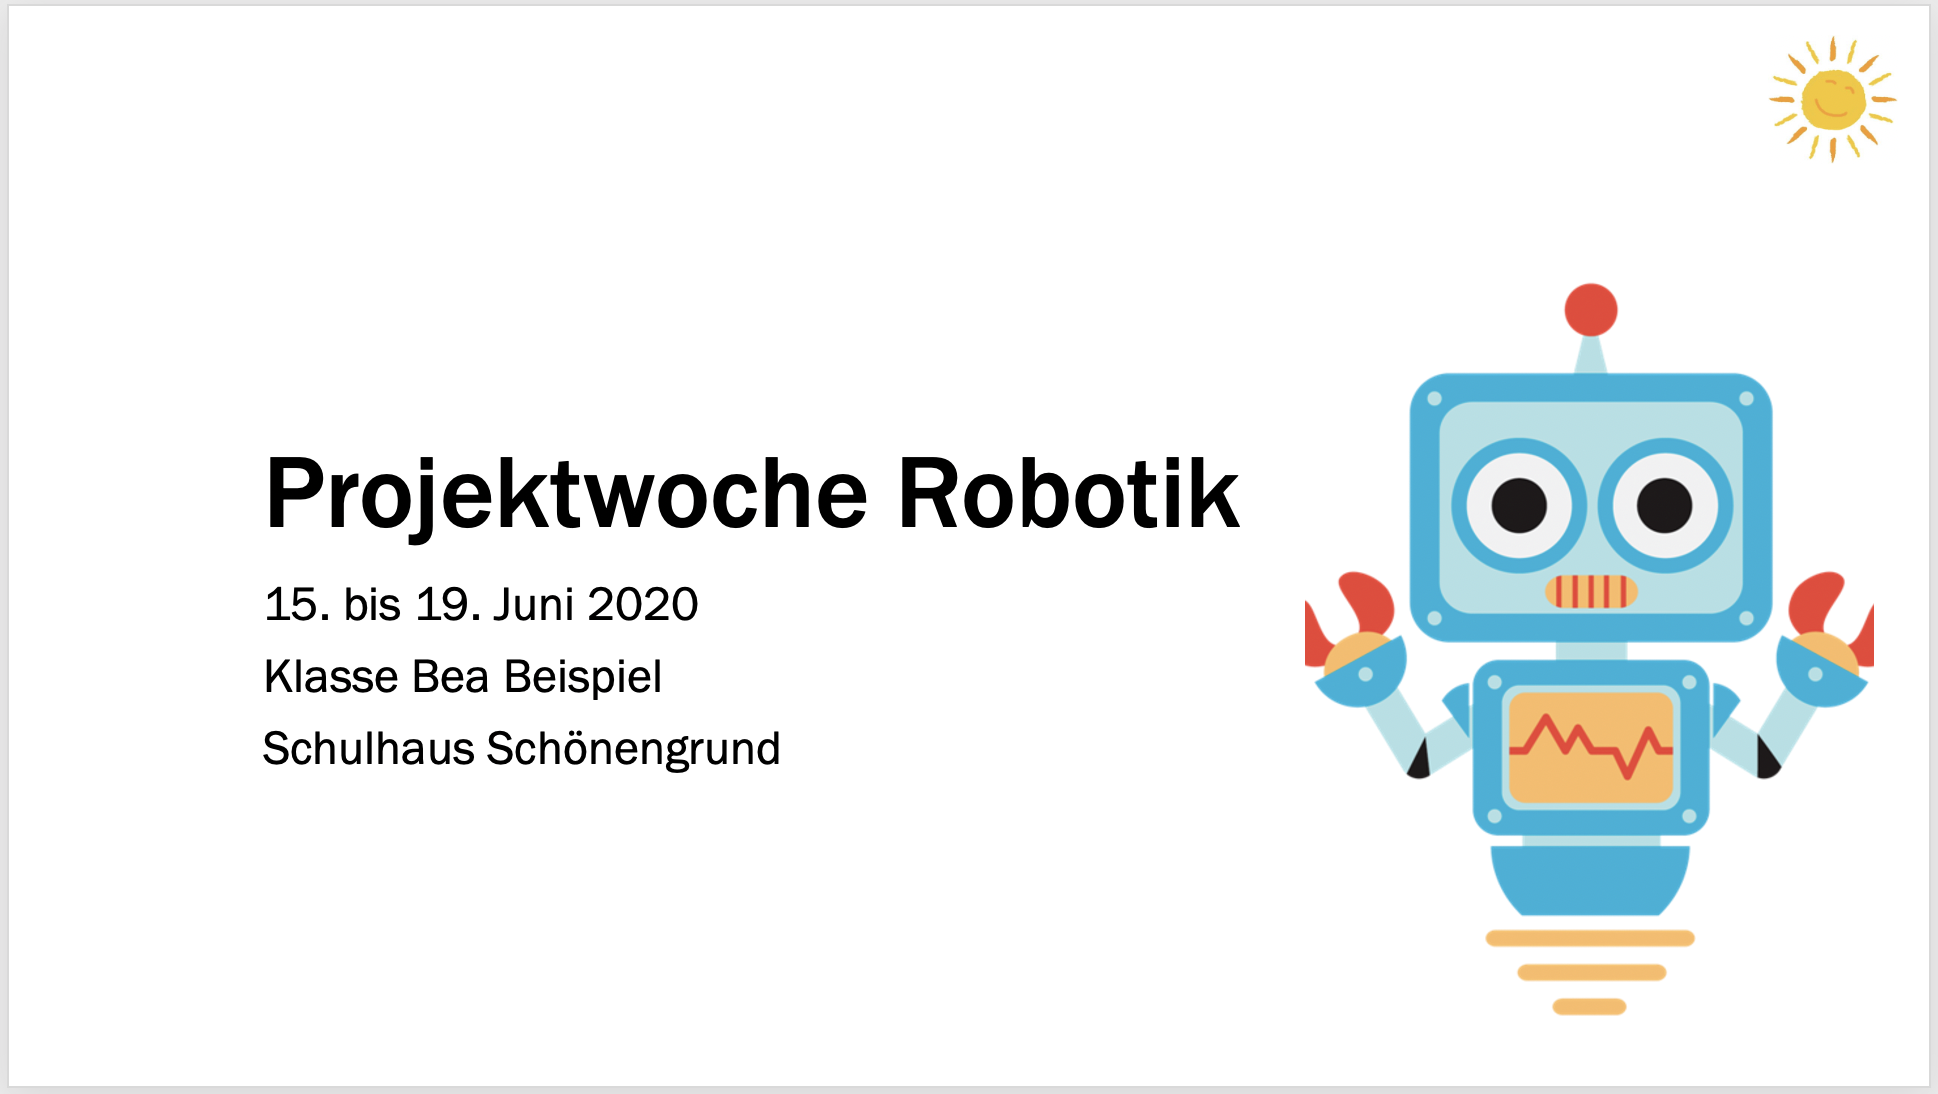 Projektwoche Robotik
15. bis 19. Juni 2020
Klasse Bea Beispiel
Schulhaus Schönengrund